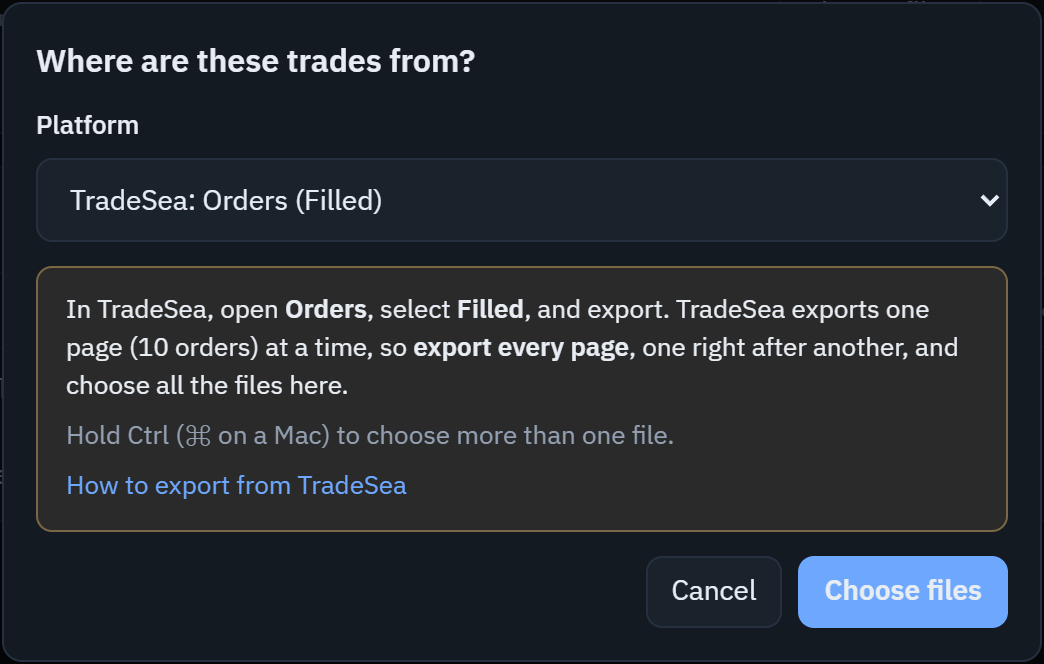 Where are these trades from?
Platform
TradeSea: Orders (Filled)
In TradeSea, open Orders, select Filled, and export. TradeSea exports one
page (10 orders) at a time, so export every page, one right after another, and
choose all the files here.
Hold Ctrl (⌘ on a Mac) to choose more than one file.
How to export from TradeSea
Cancel
Choose files